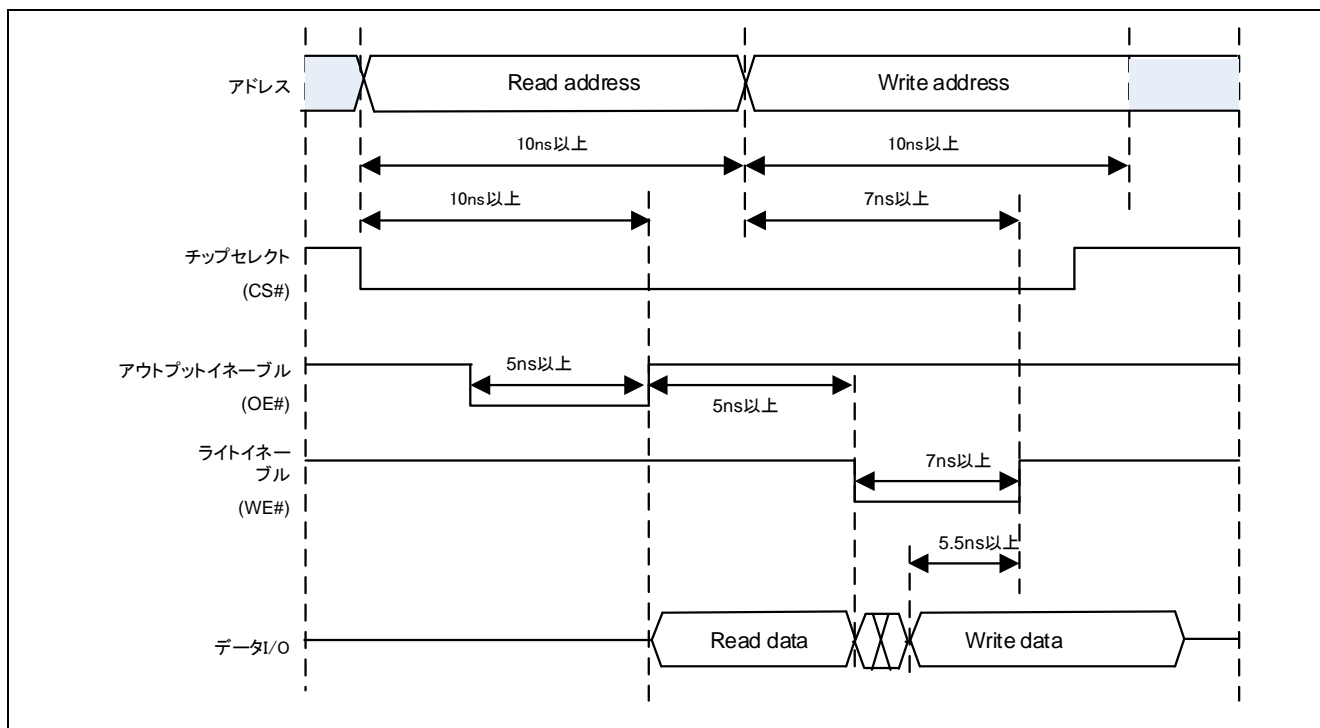 アドレス
Read address
Write address
10ns以上
10ns以上
10ns以上
7ns以上
チップセレクト
(CS#)
アウトプットイネーブル
(OE#)
5ns以上
5ns以上
ライトイネー
ブル
(WE#)
7ns以上
5.5ns以上
データI/O
Read data
Write data